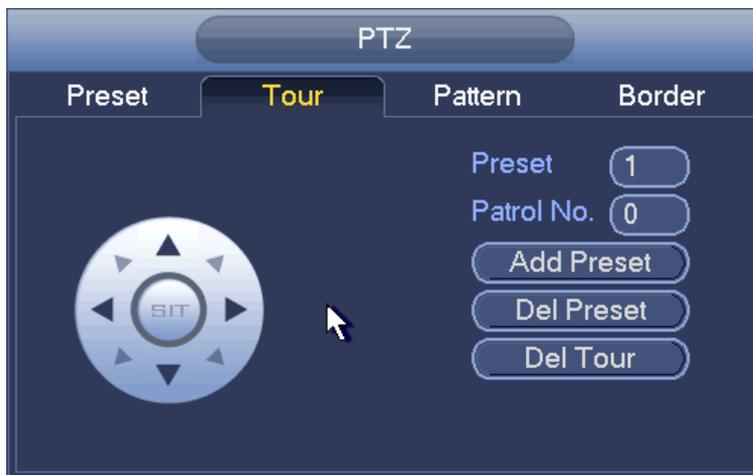 PTZ
Preset Tour Pattern Border
Preset 1
Patrol No. 0
Add Preset
SIT
Del Preset
Del Tour